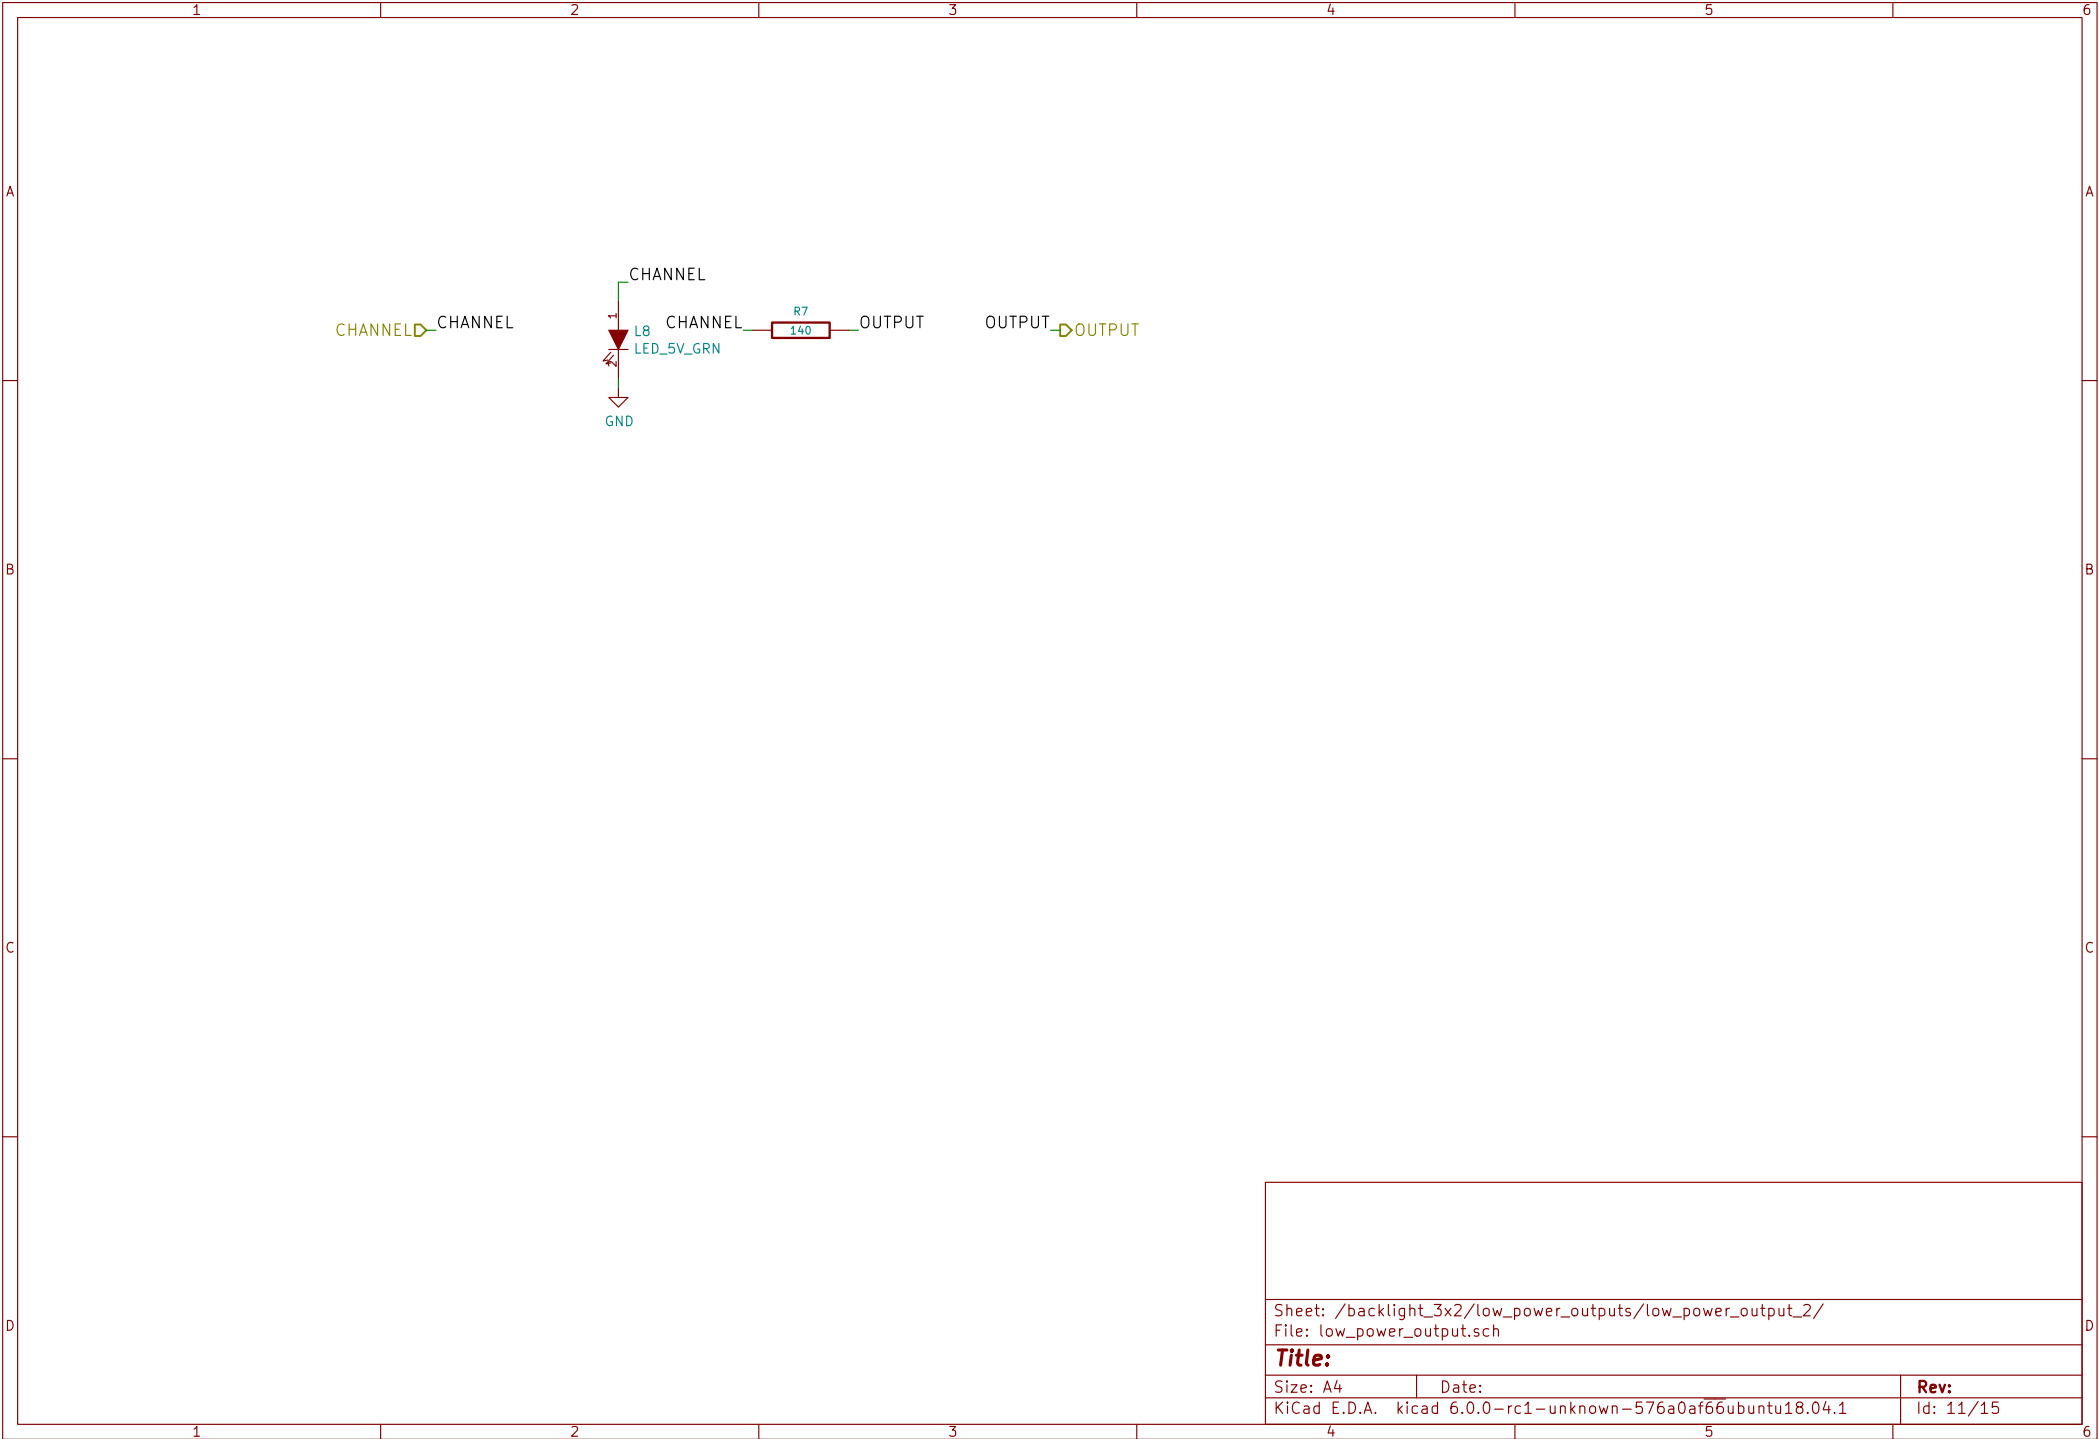 1 2 3 4 5 6
A A
CHANNEL
CHANNEL CHANNEL
1
L8
LED_5V_GRN
2
GND
CHANNEL R7 OUTPUT
140
OUTPUT OUTPUT
B B
C C
D D
Sheet: /backlight_3x2/low_power_outputs/low_power_output_2/
File: low_power_output.sch
Title:
Size: A4 Date: Rev:
KiCad E.D.A. kicad 6.0.0-rc1-unknown-576a0af66ubuntu18.04.1 Id: 11/15
1 2 3 4 5 6